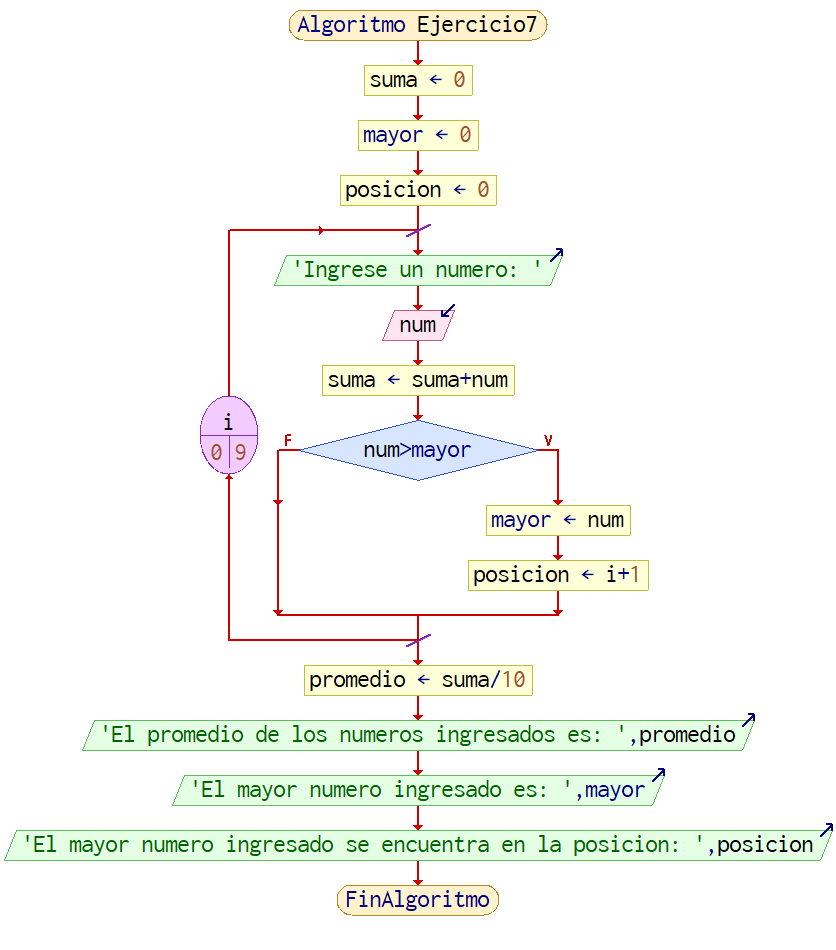 Algoritmo Ejercicio7
suma ← 0
mayor ← 0
posicion ← 0
'Ingrese un numero: '
num
suma ← suma+num
i
0 9
F
num>mayor
V
mayor ← num
posicion ← i+1
promedio ← suma/10
'El promedio de los numeros ingresados es: ',promedio
'El mayor numero ingresado es: ',mayor
'El mayor numero ingresado se encuentra en la posicion: ',posicion
FinAlgoritmo